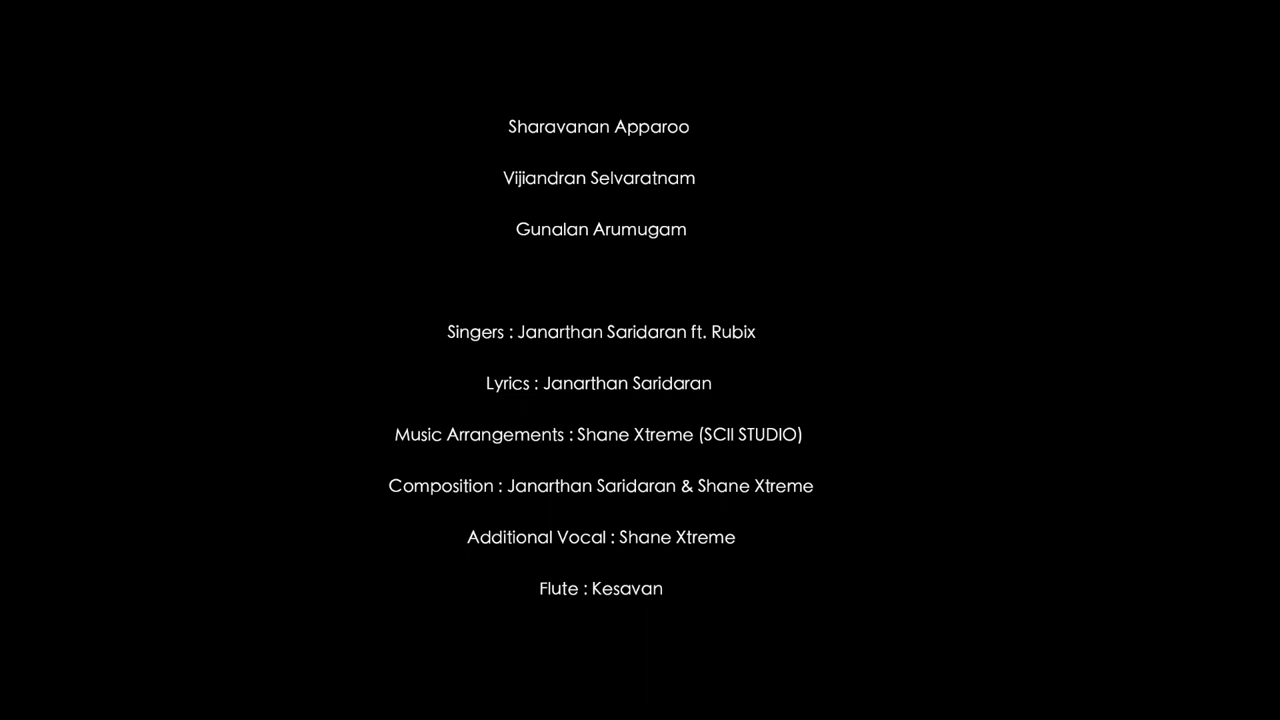 Sharavanan Apparoo
Vijiandran Selvaratnam
Gunalan Arumugam
Singers : Janarthan Saridaran ft. Rubix
Lyrics : Janarthan Saridaran
Music Arrangements : Shane Xtreme (SCII STUDIO)
Composition : Janarthan Saridaran & Shane Xtreme
Additional Vocal : Shane Xtreme
Flute : Kesavan